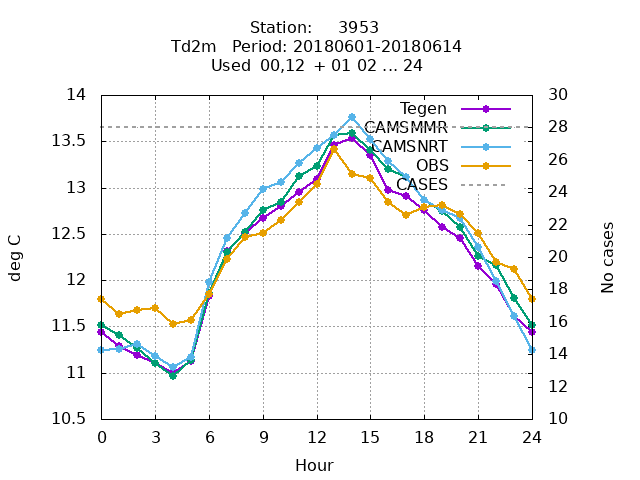 Station: 3953
Td2m Period: 20180601-20180614
Used 00,12 + 01 02 ... 24
14
13.5
13
12.5
12
11.5
11
10.5
30
28
26
24
22
20
18
16
14
12
10
Tegen
CAMSMMR
CAMSNRT
OBS
CASES
deg C
No cases
0 3 6 9 12 15 18 21 24
Hour